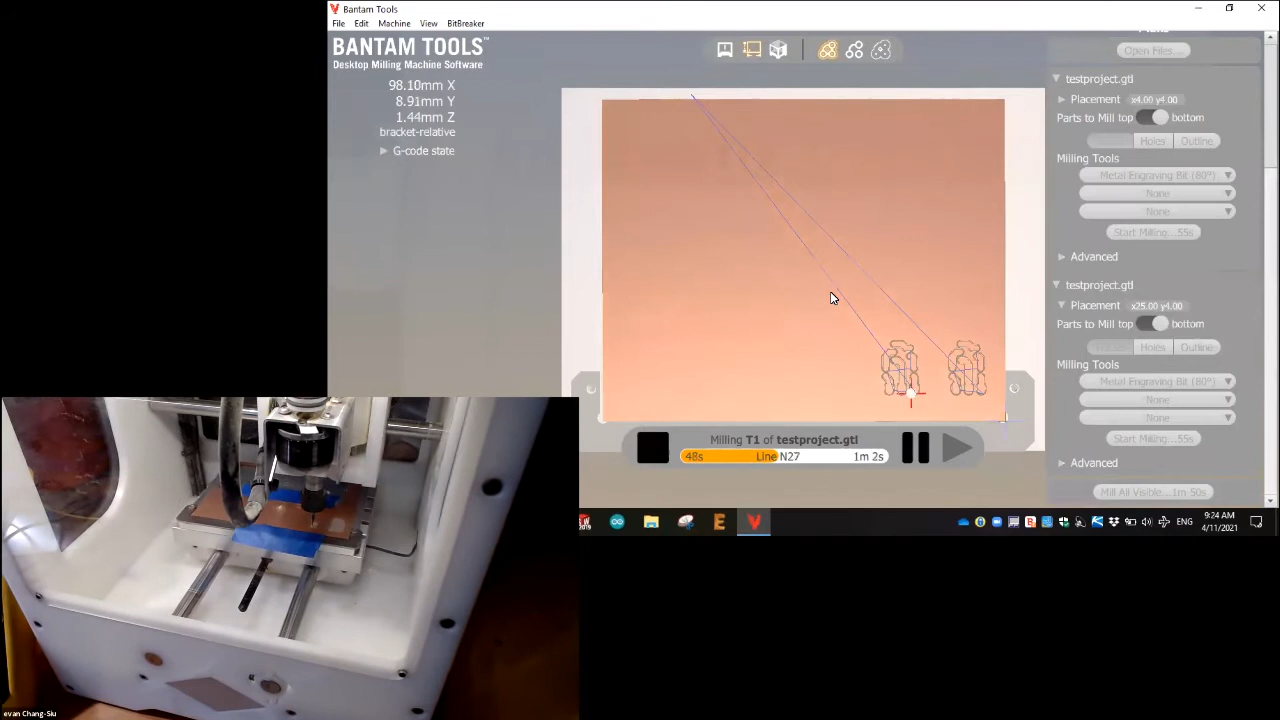 Bantam Tools
File Edit Machine View BitBreaker
BANTAM TOOLS™
Desktop Milling Machine Software
98.10mm X
8.91mm Y
1.44mm Z
bracket-relative
G-code state
Open Files...
testproject.gtl
Placement x4.00 y4.00
Parts to Mill top bottom
Holes Outline
Milling Tools
Metal Engraving Bit (80°)
None
None
Start Milling...55s
Advanced
testproject.gtl
Placement x25.00 y4.00
Parts to Mill top bottom
Holes Outline
Milling Tools
Metal Engraving Bit (80°)
None
None
Start Milling...55s
Advanced
Mill All Visible...1m 50s
Milling T1 of testproject.gtl
48s Line N27 1m 2s
2019
ENG
9:24 AM
4/11/2021
evan Chang-Siu